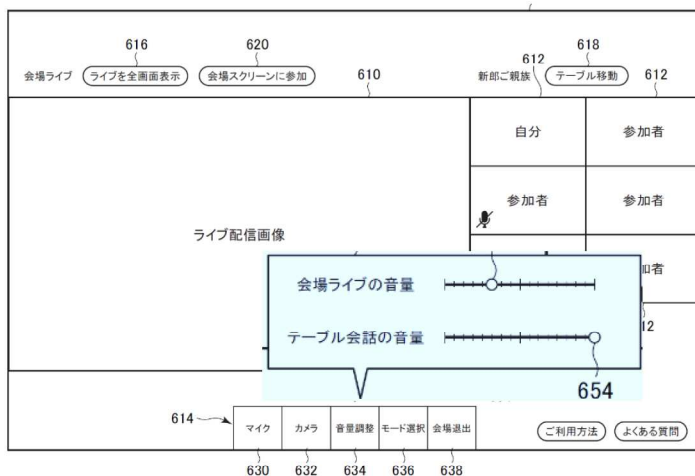 616
620
618
612
会場ライブ
ライブを全画面表示
会場スクリーンに参加
610
新郎ご親族
テーブル移動
612
自分
参加者
参加者
参加者
ライブ配信画像
会場ライブの音量
テーブル会話の音量
654
614
マイク
カメラ
音量調整
モード選択
会場退出
ご利用方法
よくある質問
630
632
634
636
638